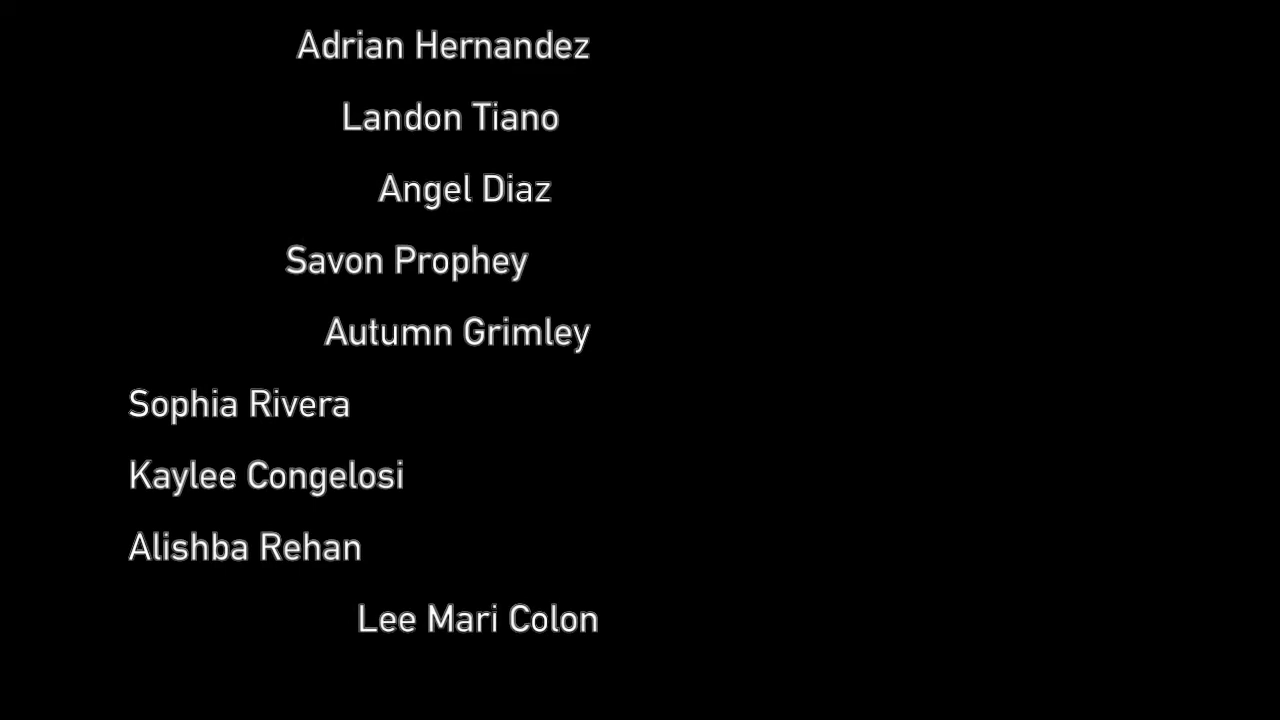 Adrian Hernandez
Landon Tiano
Angel Diaz
Savon Prophey
Autumn Grimley
Sophia Rivera
Kaylee Congelosi
Alishba Rehan
Lee Mari Colon